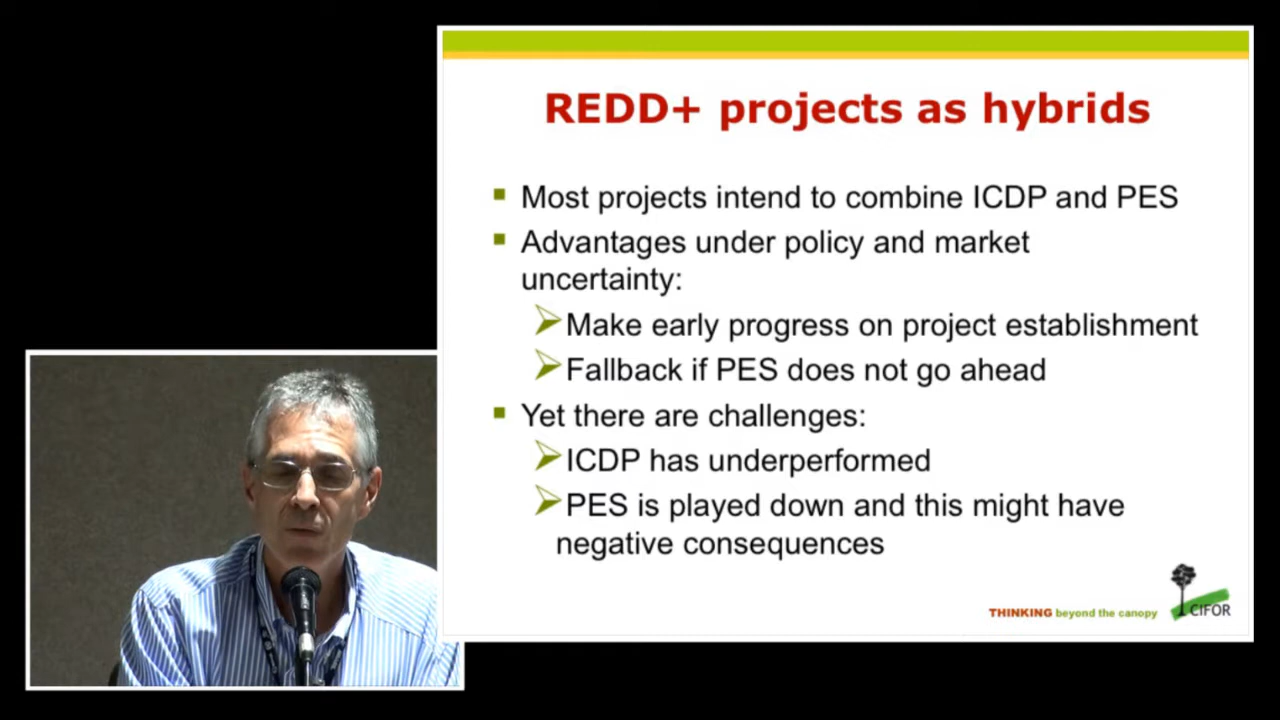 REDD+ projects as hybrids
Most projects intend to combine ICDP and PES
Advantages under policy and market
uncertainty:
Make early progress on project establishment
Fallback if PES does not go ahead
Yet there are challenges:
ICDP has underperformed
PES is played down and this might have
negative consequences
THINKING beyond the canopy
CIFOR